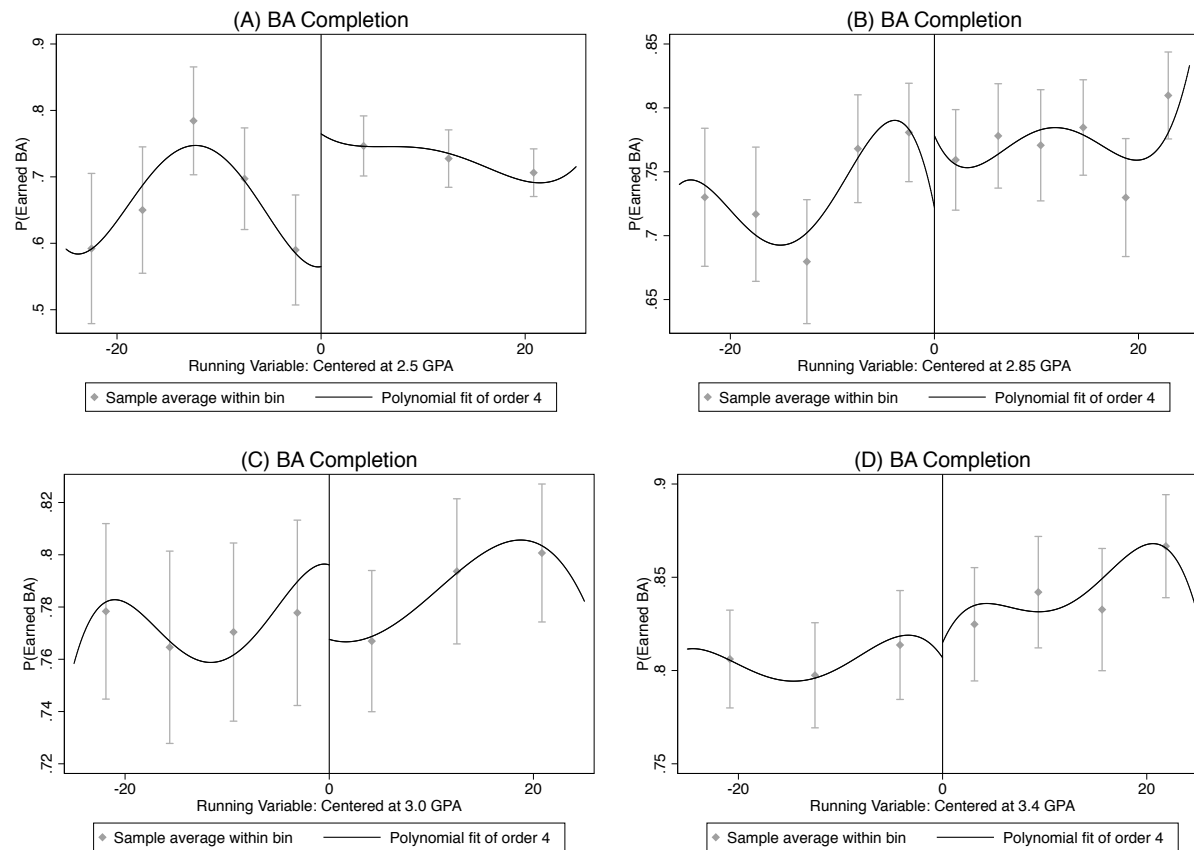 (A) BA Completion
P(Earned BA)
.9
.8
.7
.6
.5
-20 0 20
Running Variable: Centered at 2.5 GPA
Sample average within bin Polynomial fit of order 4
(B) BA Completion
P(Earned BA)
.85
.8
.75
.7
.65
-20 0 20
Running Variable: Centered at 2.85 GPA
Sample average within bin Polynomial fit of order 4
(C) BA Completion
P(Earned BA)
.82
.8
.78
.76
.74
.72
-20 0 20
Running Variable: Centered at 3.0 GPA
Sample average within bin Polynomial fit of order 4
(D) BA Completion
P(Earned BA)
.9
.85
.8
.75
-20 0 20
Running Variable: Centered at 3.4 GPA
Sample average within bin Polynomial fit of order 4